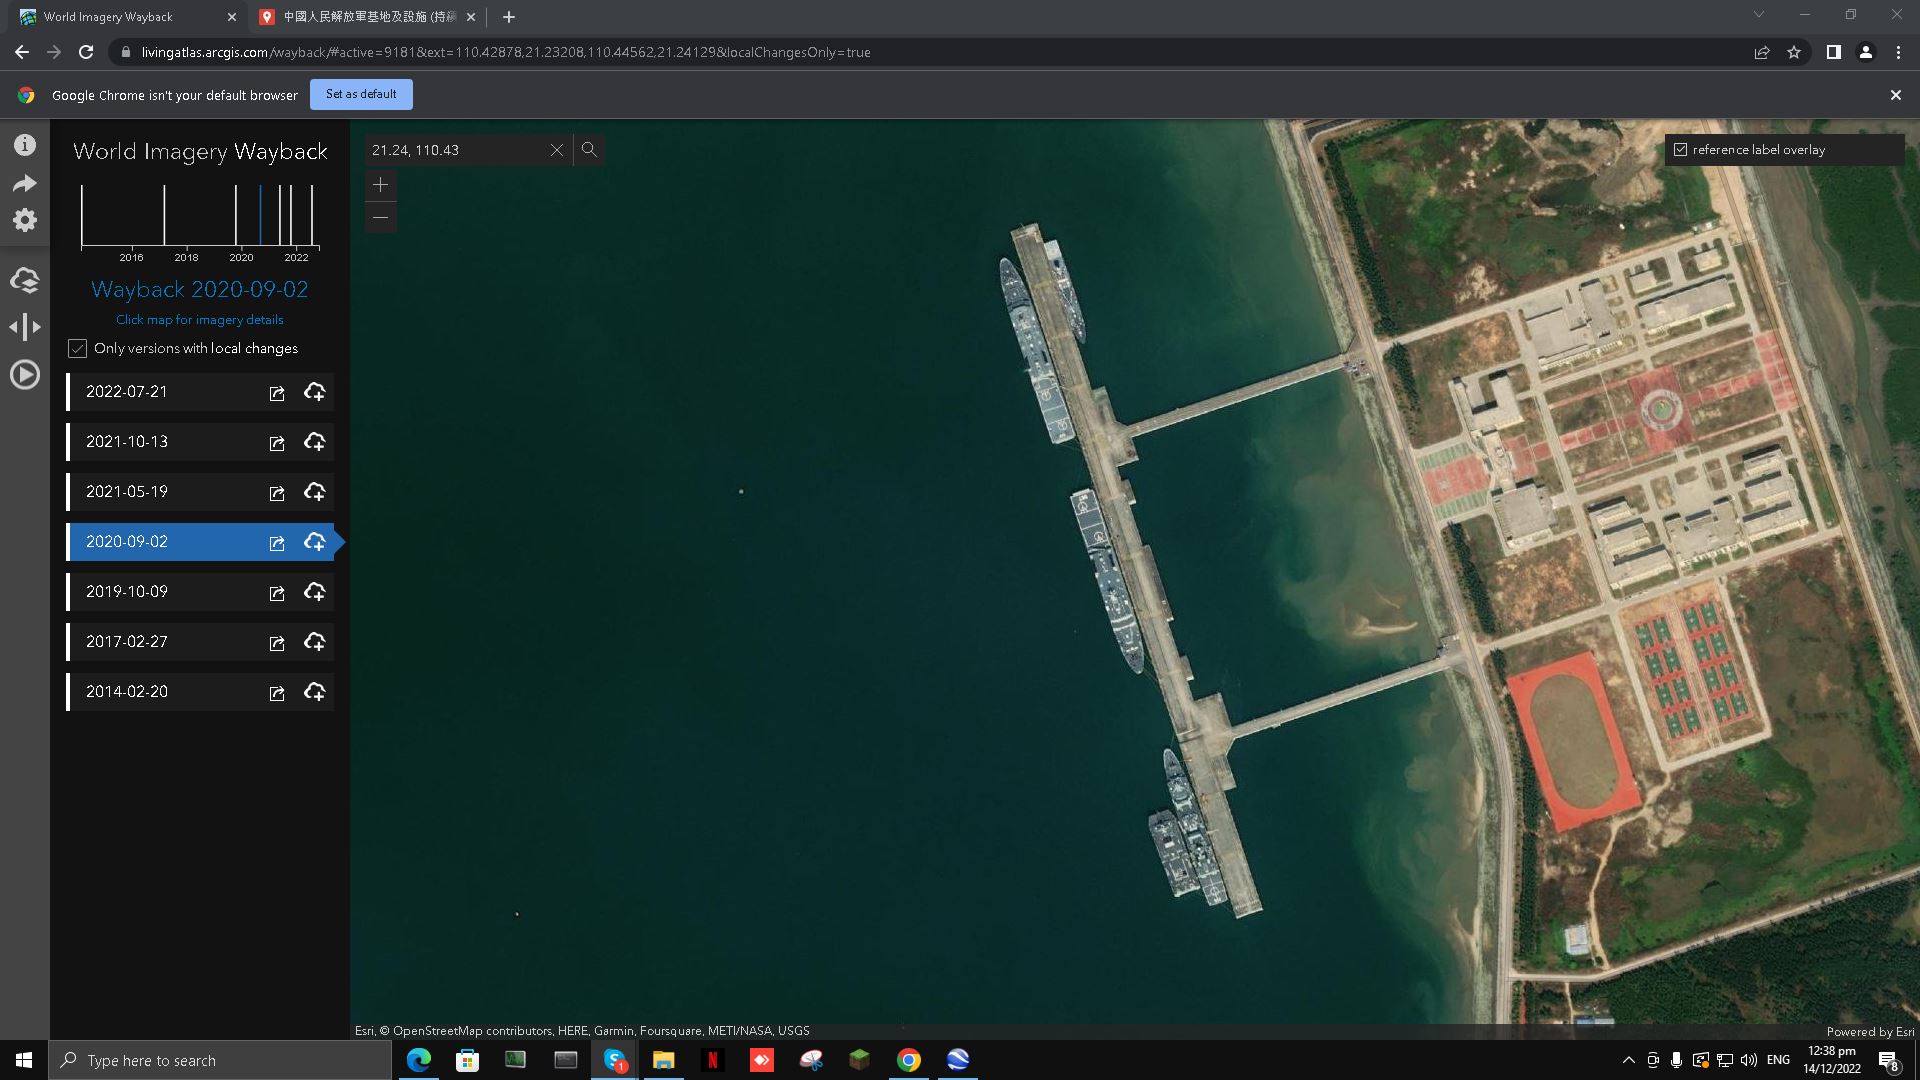 World Imagery Wayback
中國人民解放軍基地及設施 (持續
livingatlas.arcgis.com/wayback/#active=9181&ext=110.42878,21.23208,110.44562,21.24129&localChangesOnly=true
Google Chrome isn't your default browser
Set as default
World Imagery Wayback
21.24, 110.43
reference label overlay
2016 2018 2020 2022
Wayback 2020-09-02
Click map for imagery details
Only versions with local changes
2022-07-21
2021-10-13
2021-05-19
2020-09-02
2019-10-09
2017-02-27
2014-02-20
Esri, © OpenStreetMap contributors, HERE, Garmin, Foursquare, METI/NASA, USGS
Powered by Esri
Type here to search
1
N
ENG
12:38 pm
14/12/2022
8